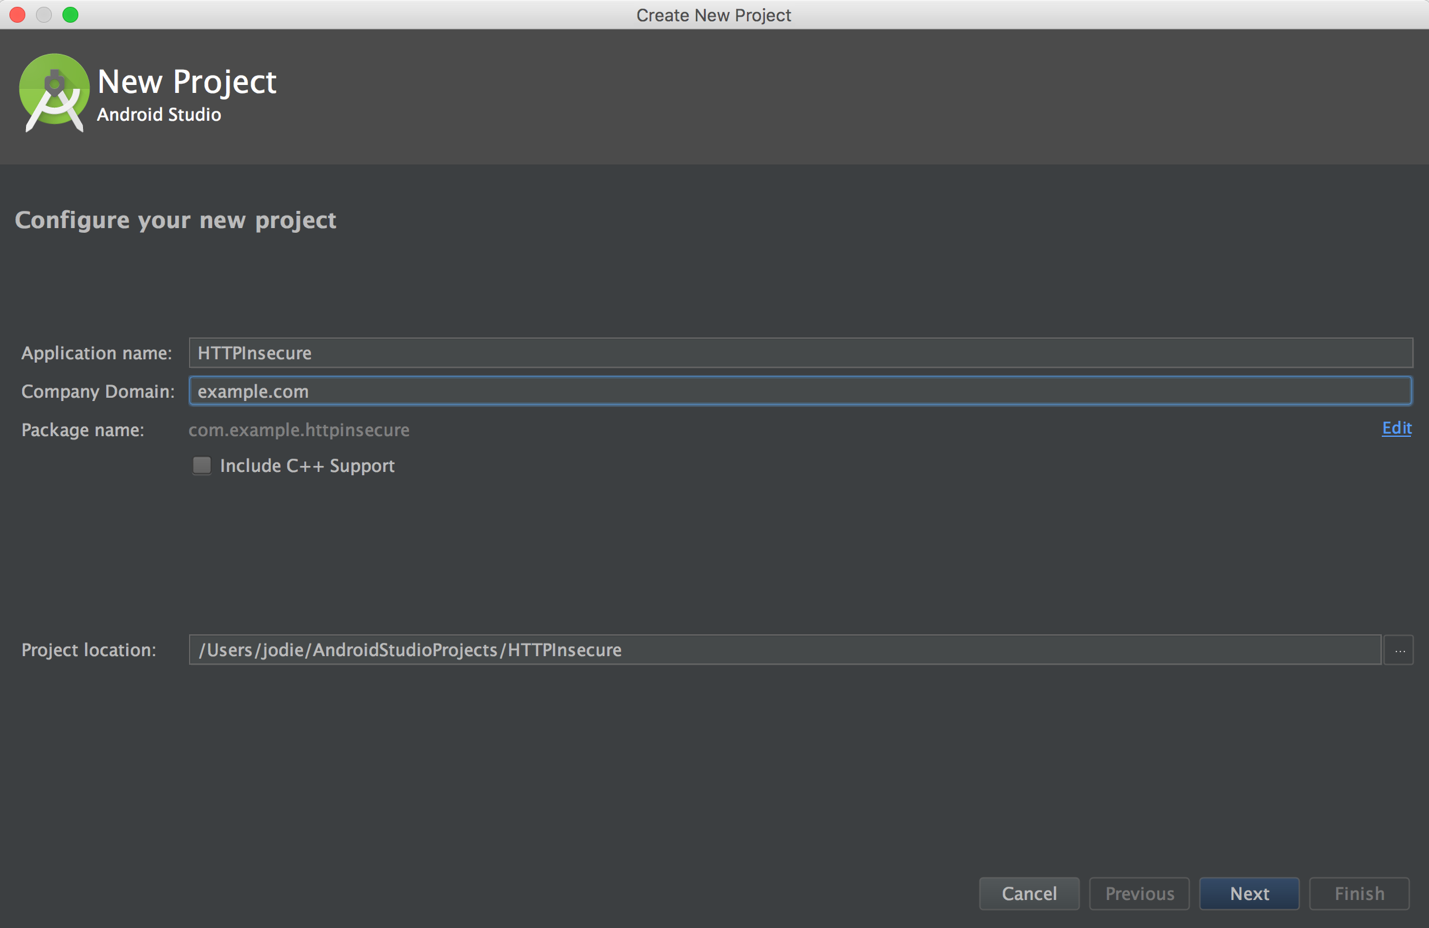 Create New Project
New Project
Android Studio
Configure your new project
Application name: HTTPInsecure
Company Domain: example.com
Package name: com.example.httpinsecure Edit
Include C++ Support
Project location: /Users/jodie/AndroidStudioProjects/HTTPInsecure ...
Cancel Previous Next Finish